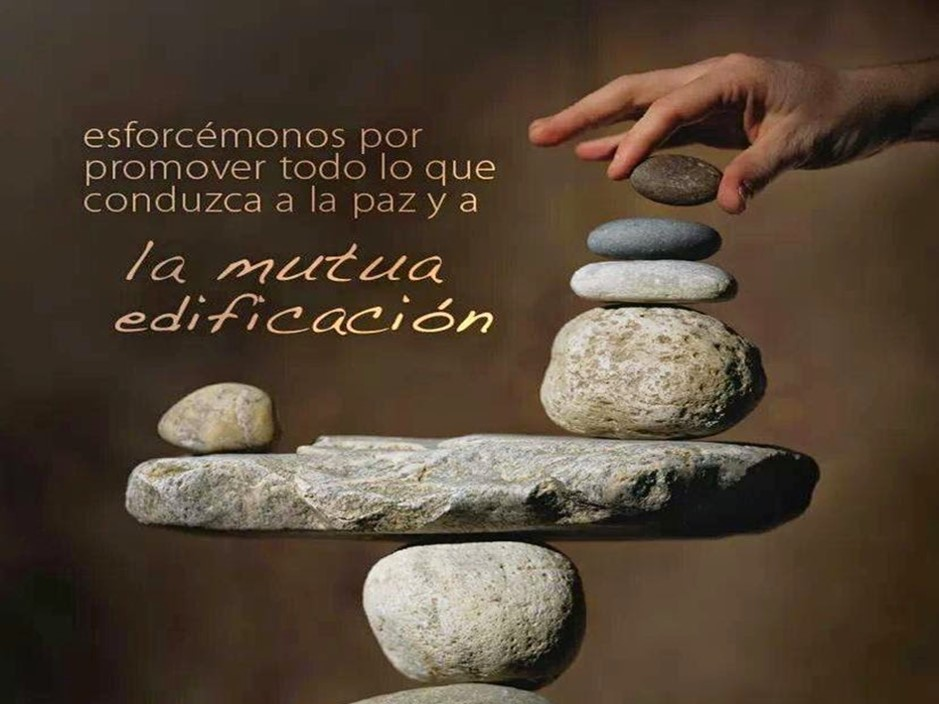 esforcémonos por
promover todo lo que
conduzca a la paz y a
la mutua
edificación